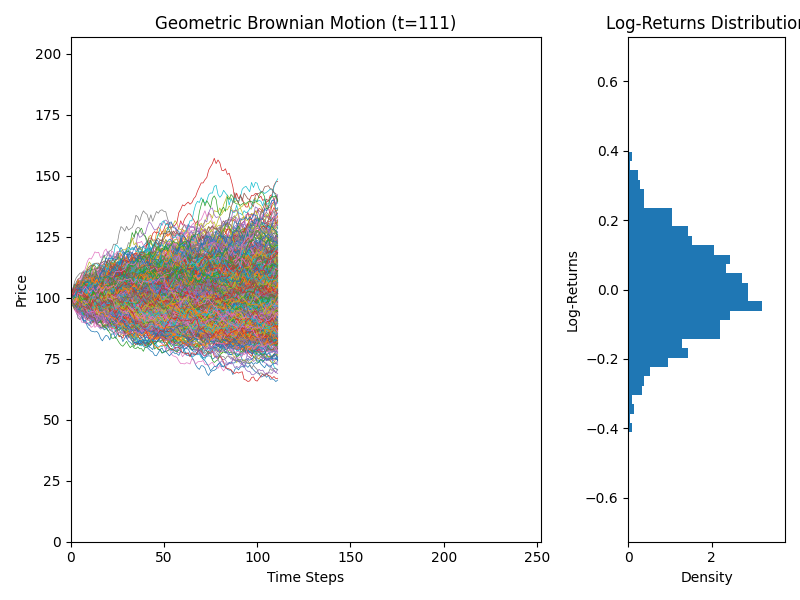 Geometric Brownian Motion (t=111)
Log-Returns Distribution
200
175
150
125
100
75
50
25
0
Price
0 50 100 150 200 250
Time Steps
0.6
0.4
0.2
0.0
−0.2
−0.4
−0.6
Log-Returns
0 2
Density